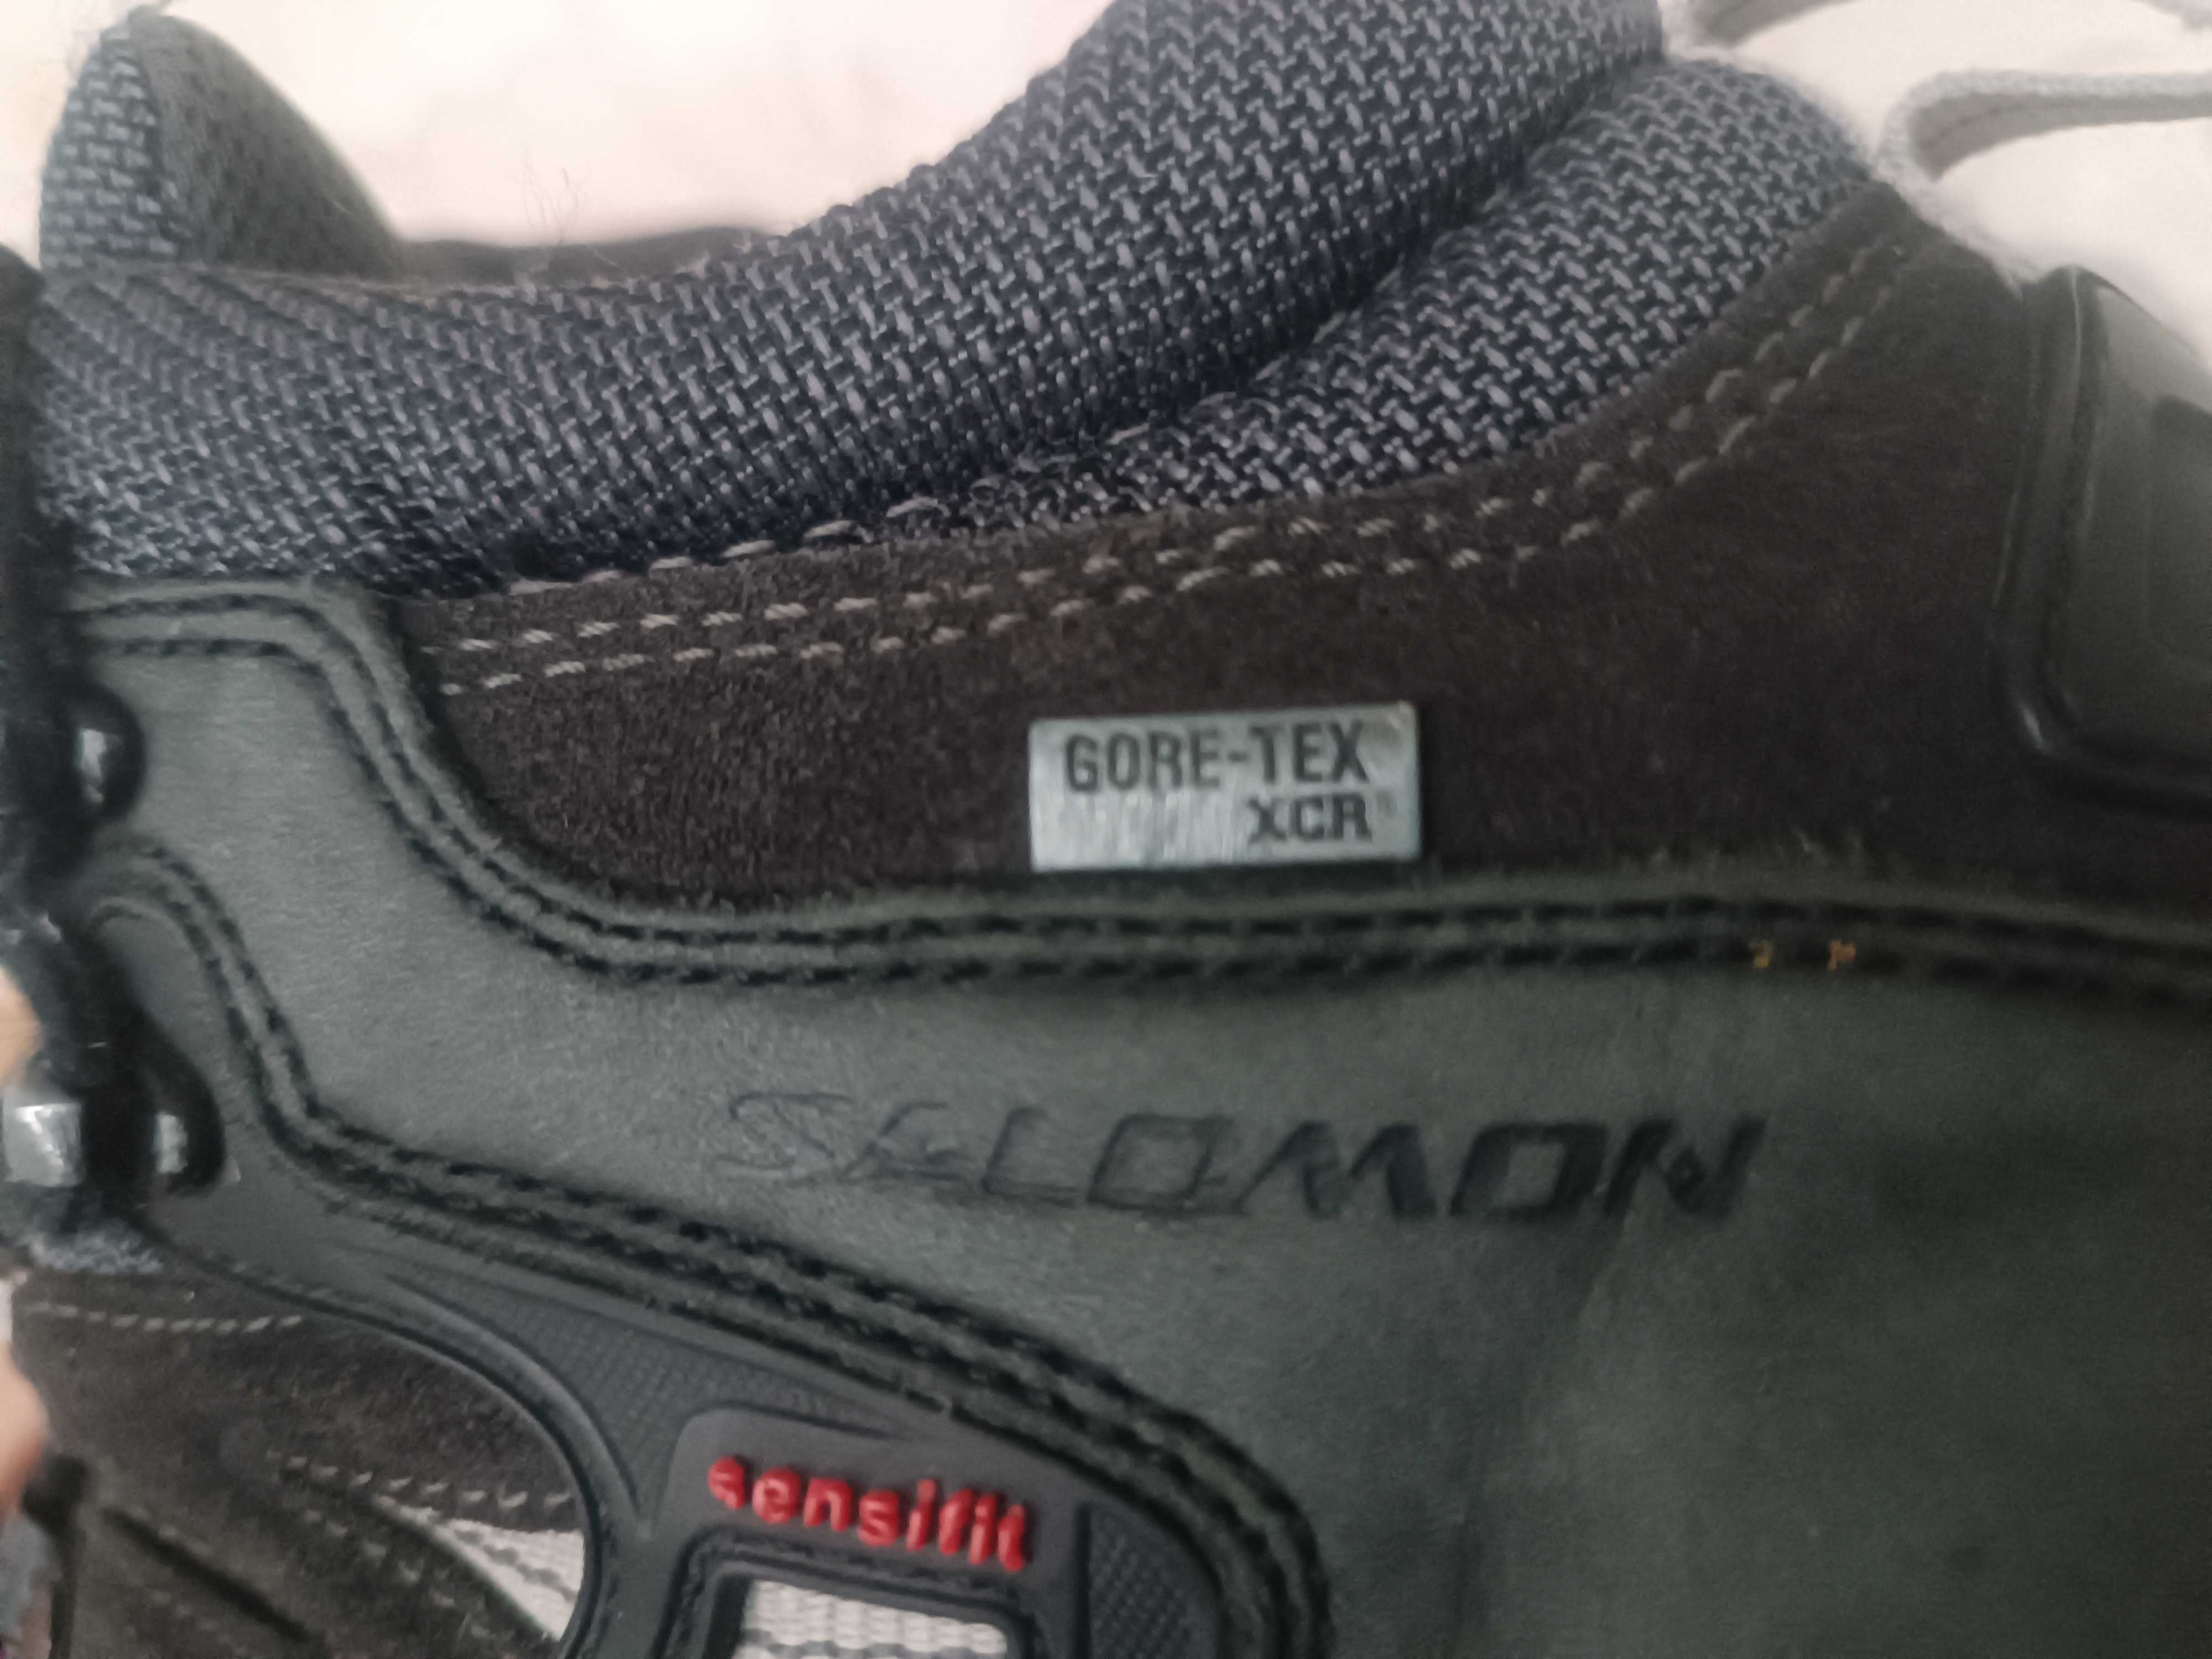 GORE-TEX
XCR
SALOMON
sensifit